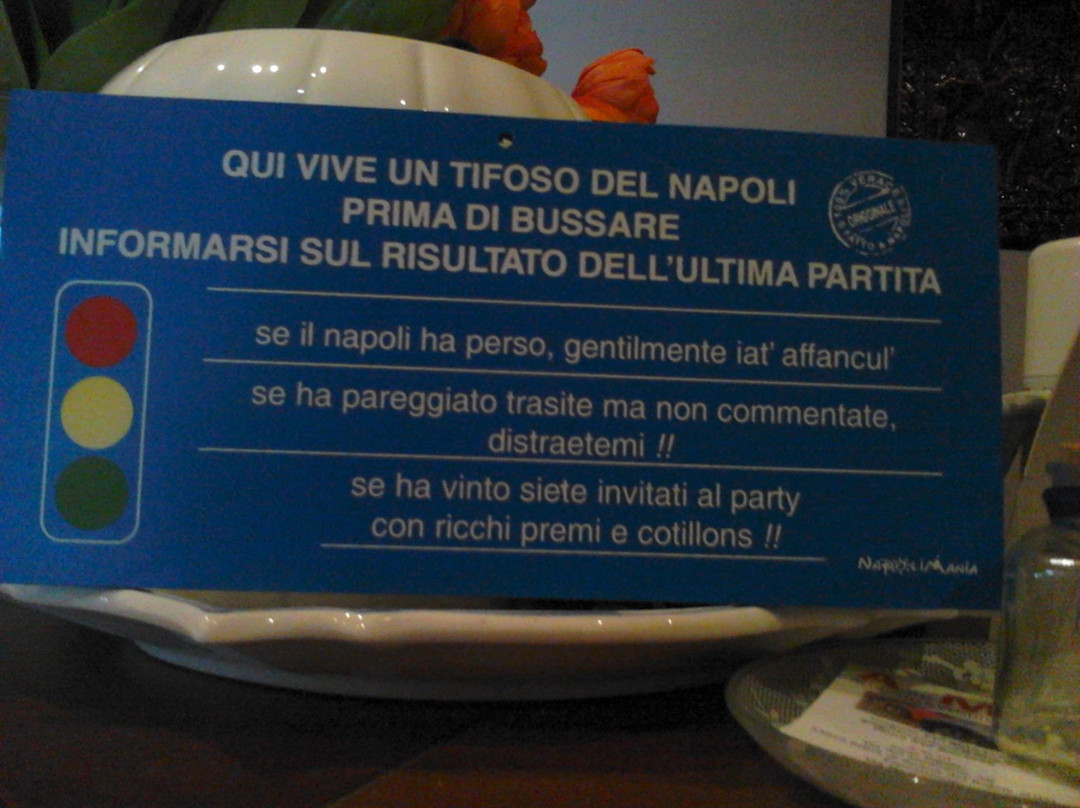 QUI VIVE UN TIFOSO DEL NAPOLI
PRIMA DI BUSSARE
INFORMARSI SUL RISULTATO DELL'ULTIMA PARTITA
VERACE
ORIGINALE
se il napoli ha perso, gentilmente iat' affancul'
se ha pareggiato trasite ma non commentate,
distraetemi !!
se ha vinto siete invitati al party
con ricchi premi e cotillons !!
NAPOLIMANIA